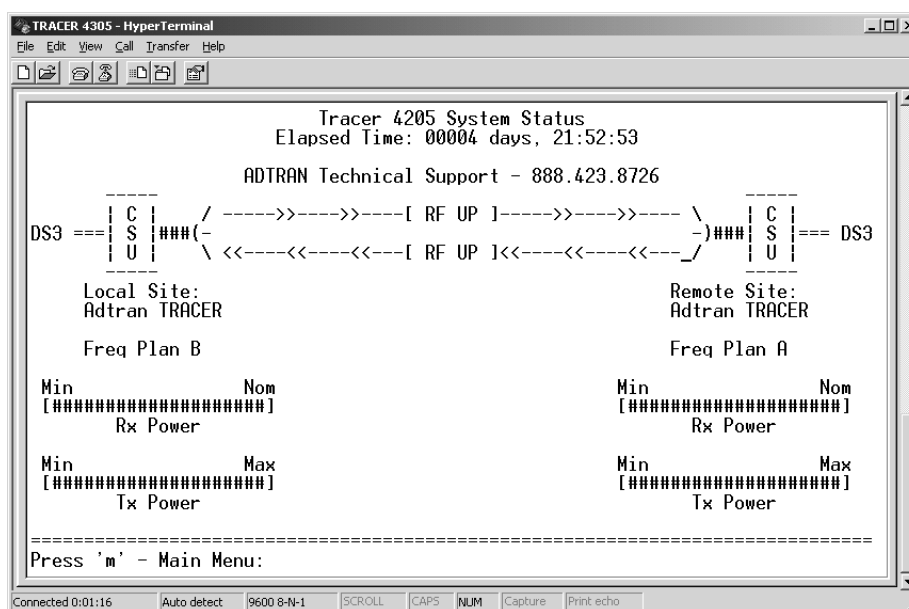 TRACER 4305 - HyperTerminal
File Edit View Call Transfer Help
Tracer 4205 System Status
Elapsed Time: 00004 days, 21:52:53
ADTRAN Technical Support - 888.423.8726
----- -----
| C | / ----->>---->>----[ RF UP ]----->>---->>---- \ | C |
DS3 ===| S |###(- -)###| S |=== DS3
| U | \ <<----<<----<<---[ RF UP ]<<----<<----<<---_/ | U |
----- -----
Local Site: Remote Site:
Adtran TRACER Adtran TRACER
Freq Plan B Freq Plan A
Min Nom Min Nom
[####################] [####################]
Rx Power Rx Power
Min Max Min Max
[####################] [####################]
Tx Power Tx Power
================================================================================
Press 'm' - Main Menu:
Connected 0:01:16 Auto detect 9600 8-N-1 SCROLL CAPS NUM Capture Print echo